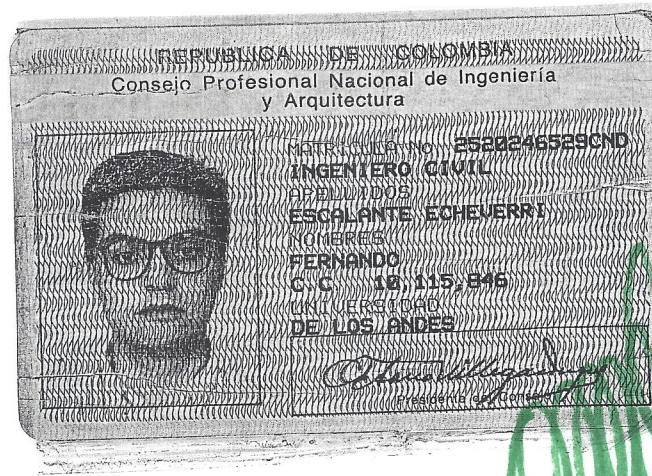 REPUBLICA DE COLOMBIA
Consejo Profesional Nacional de Ingeniería
y Arquitectura
MATRICULA No 2520246529CND
INGENIERO CIVIL
APELLIDOS
ESCALANTE ECHEVERRI
NOMBRES
FERNANDO
C.C 10,115,846
UNIVERSIDAD
DE LOS ANDES
Presidente del Consejo